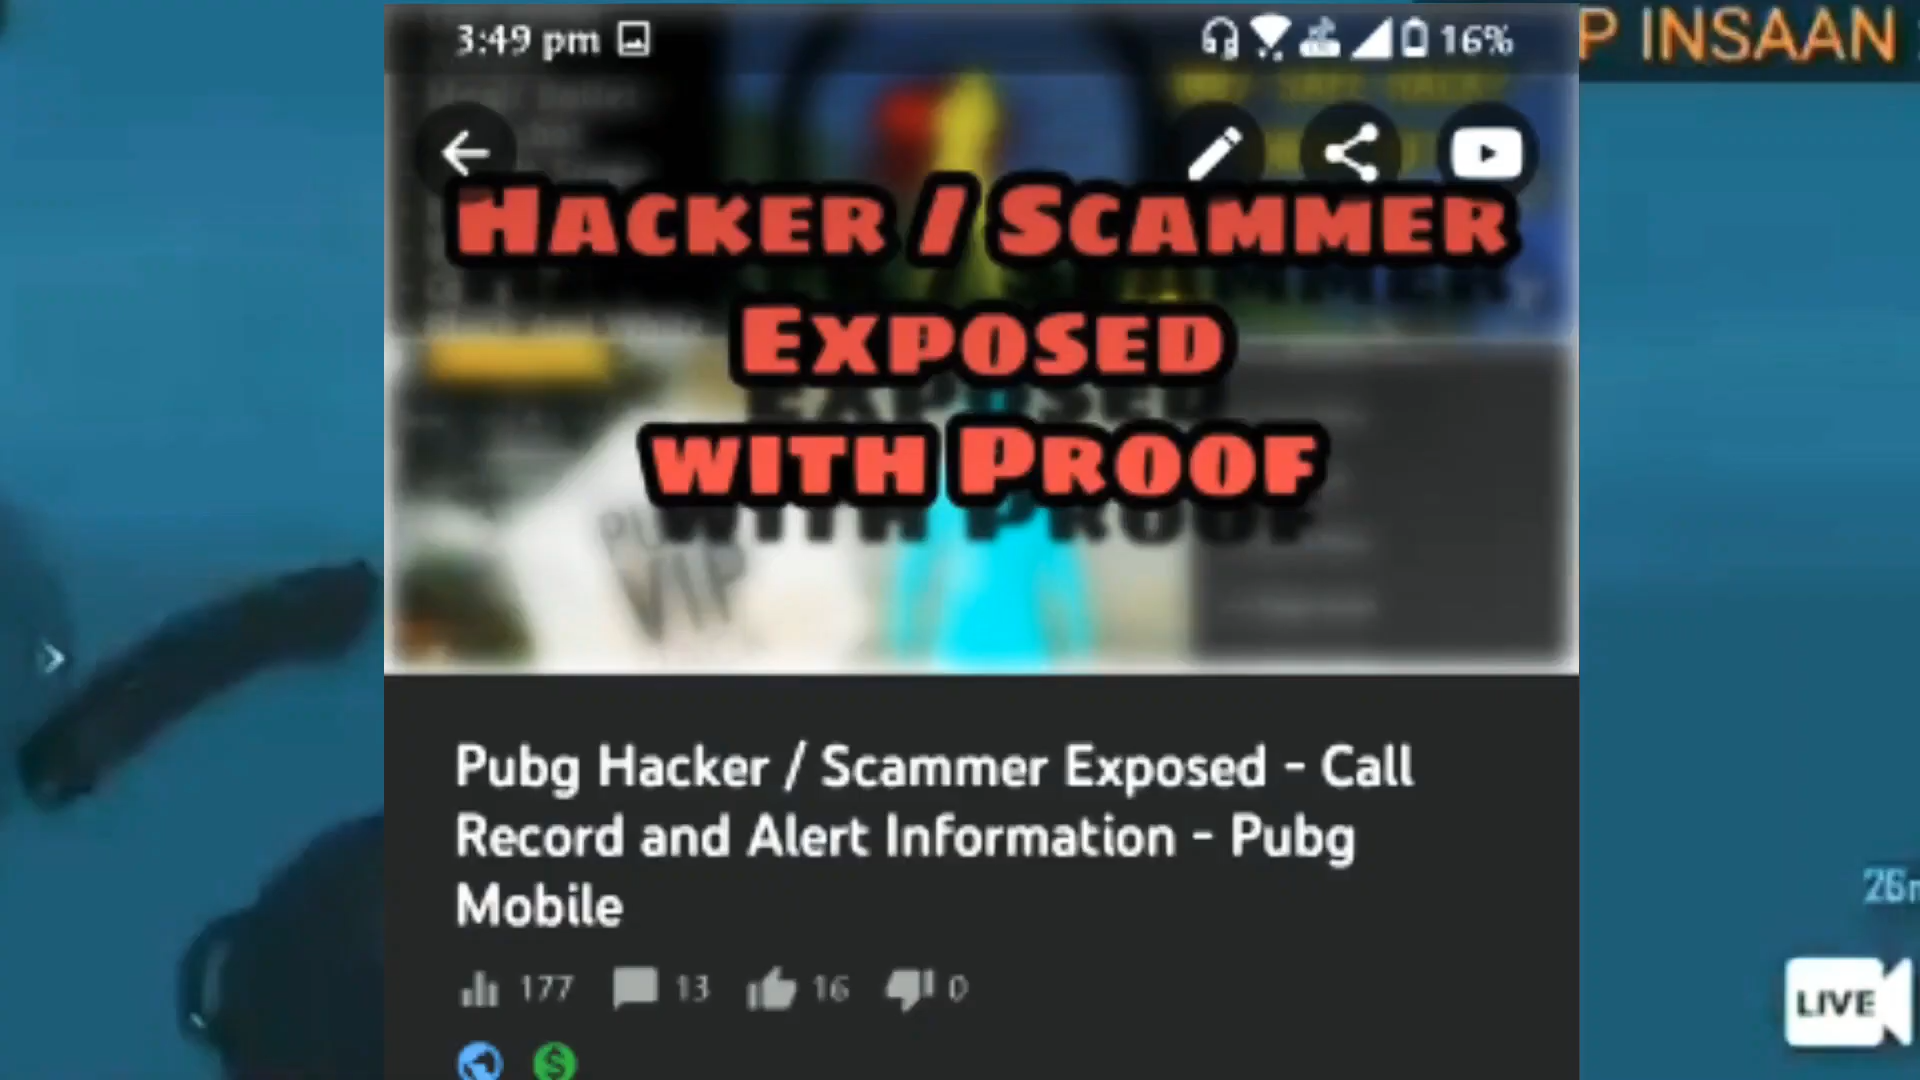 3:49 pm
16%
P INSAAN
HACKER / SCAMMER
EXPOSED
WITH PROOF
VIP
Pubg Hacker / Scammer Exposed - Call
Record and Alert Information - Pubg
Mobile
177 13 16 0
LIVE